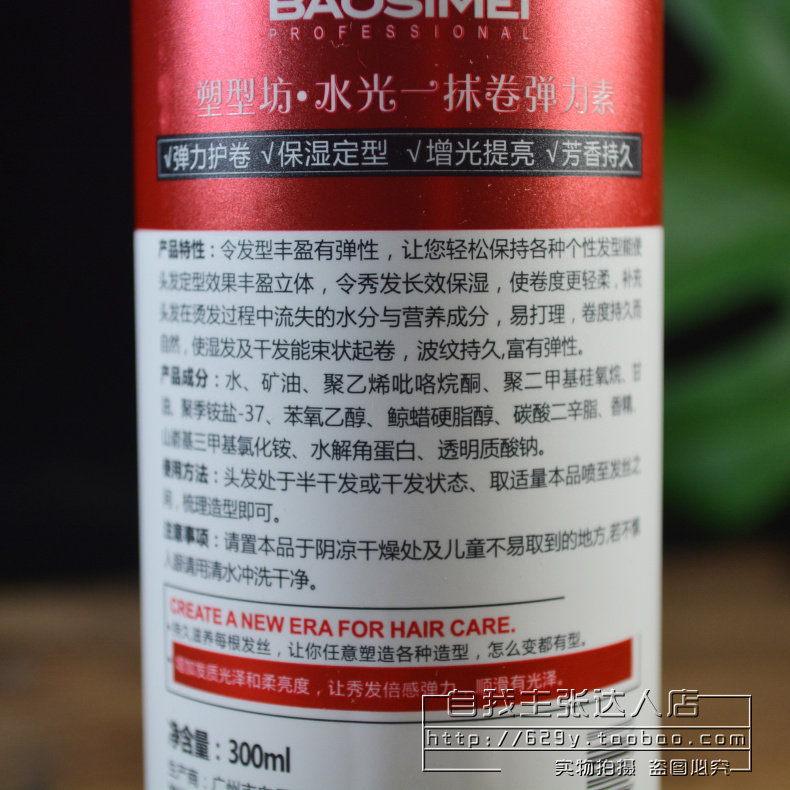 BAOSIMEI
PROFESSIONAL
塑型坊·水光一抹卷弹力素
√弹力护卷 √保湿定型 √增光提亮 √芳香持久
产品特性：令发型丰盈有弹性，让您轻松保持各种个性发型能使
头发定型效果丰盈立体，令秀发长效保湿，使卷度更轻柔，补充
头发在烫发过程中流失的水分与营养成分，易打理，卷度持久而
自然，使湿发及干发能束状起卷，波纹持久,富有弹性。
产品成分：水、矿油、聚乙烯吡咯烷酮、聚二甲基硅氧烷、甘
油、聚季铵盐-37、苯氧乙醇、鲸蜡硬脂醇、碳酸二辛脂、香精、
山嵛基三甲基氯化铵、水解角蛋白、透明质酸钠。
使用方法：头发处于半干发或干发状态、取适量本品喷至发丝之
间，梳理造型即可。
注意事项：请置本品于阴凉干燥处及儿童不易取到的地方,若不慎
入眼请用清水冲洗干净。
CREATE A NEW ERA FOR HAIR CARE.
持久滋养每根发丝，让你任意塑造各种造型，怎么变都有型。
增加发质光泽和柔亮度，让秀发倍感弹力，顺滑有光泽。
净含量：300ml
生产商：广州市
自我主张达人店
http://629y.taobao.com
实物拍摄 盗图必究